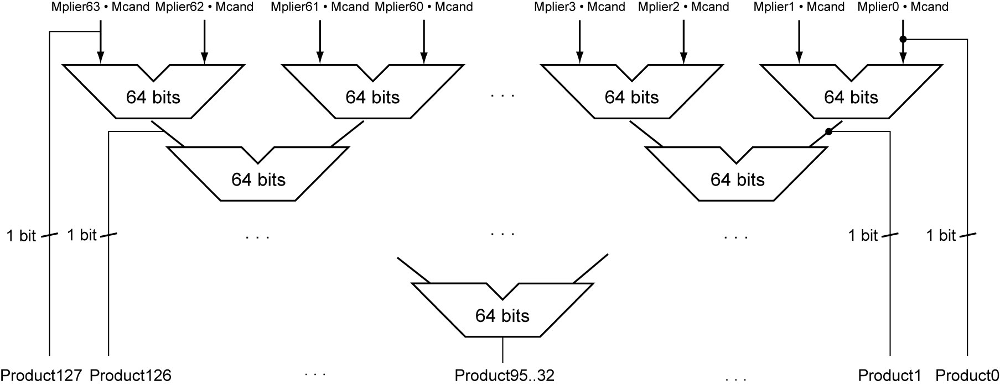 Mplier63 • Mcand Mplier62 • Mcand Mplier61 • Mcand Mplier60 • Mcand Mplier3 • Mcand Mplier2 • Mcand Mplier1 • Mcand Mplier0 • Mcand
64 bits 64 bits . . . 64 bits 64 bits
64 bits 64 bits
1 bit 1 bit . . . . . . . . . 1 bit 1 bit
64 bits
Product127 Product126 . . . Product95..32 . . . Product1 Product0